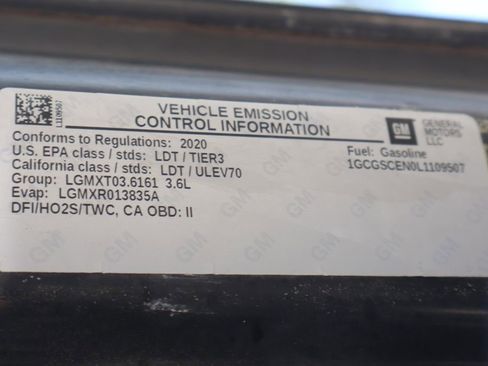 VEHICLE EMISSION
CONTROL INFORMATION
GM
GENERAL
MOTORS
LLC
Conforms to Regulations: 2020
U.S. EPA class / stds: LDT / TIER3
California class / stds: LDT / ULEV70
Group: LGMXT03.6161 3.6L
Evap: LGMXR013835A
DFI/HO2S/TWC, CA OBD: II
Fuel: Gasoline
1GCGSCEN0L1109507
L1109507